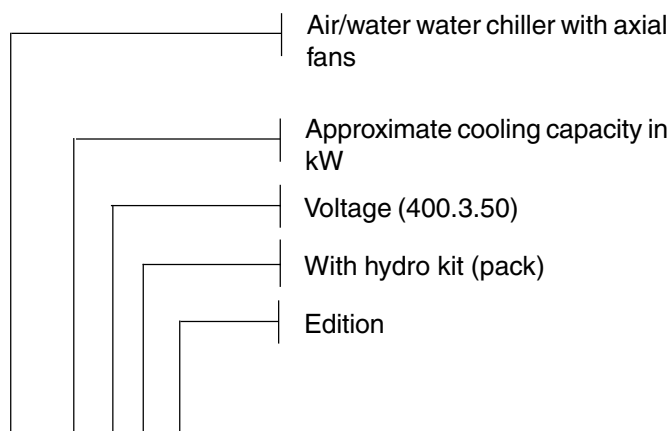 Air/water water chiller with axial
fans
Approximate cooling capacity in
kW
Voltage (400.3.50)
With hydro kit (pack)
Edition